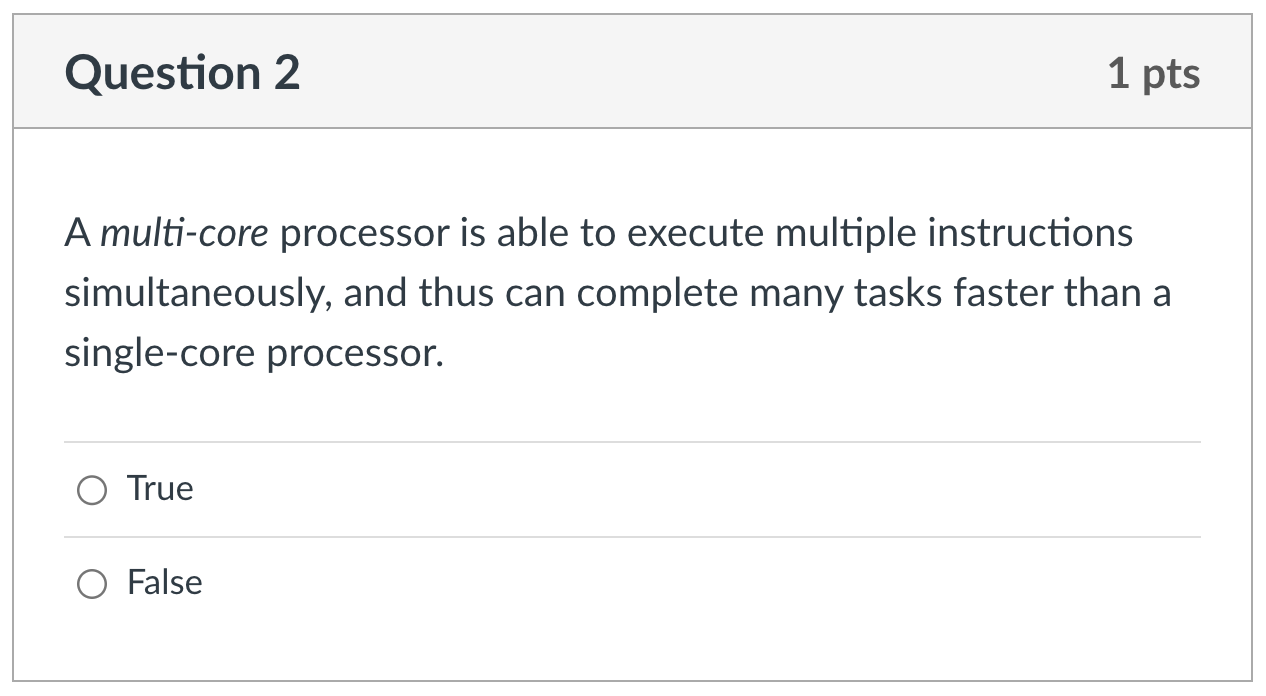 Question 2
1 pts
A multi-core processor is able to execute multiple instructions
simultaneously, and thus can complete many tasks faster than a
single-core processor.
True
False